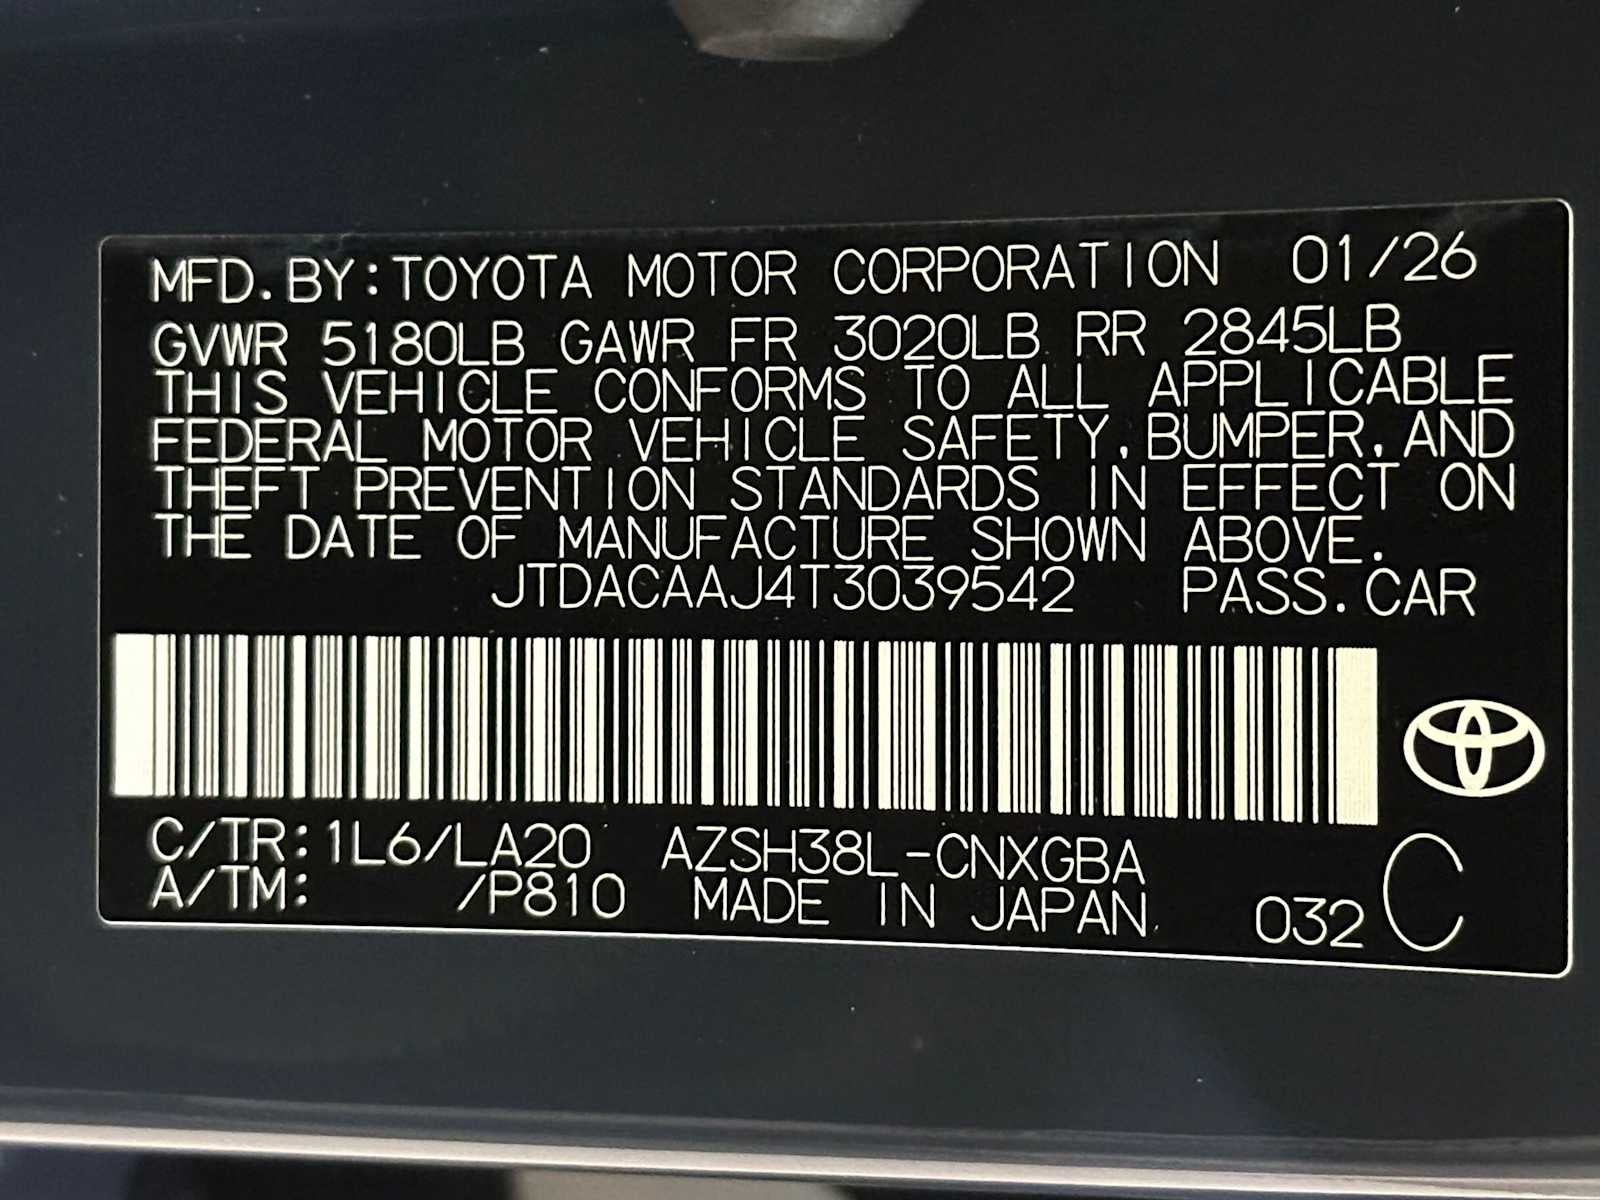 MFD.BY:TOYOTA MOTOR CORPORATION 01/26
GVWR 5180LB GAWR FR 3020LB RR 2845LB
THIS VEHICLE CONFORMS TO ALL APPLICABLE
FEDERAL MOTOR VEHICLE SAFETY,BUMPER,AND
THEFT PREVENTION STANDARDS IN EFFECT ON
THE DATE OF MANUFACTURE SHOWN ABOVE.
JTDACAAJ4T3039542 PASS.CAR
C/TR:1L6/LA20 AZSH38L-CNXGBA
A/TM: /P810 MADE IN JAPAN 032 C